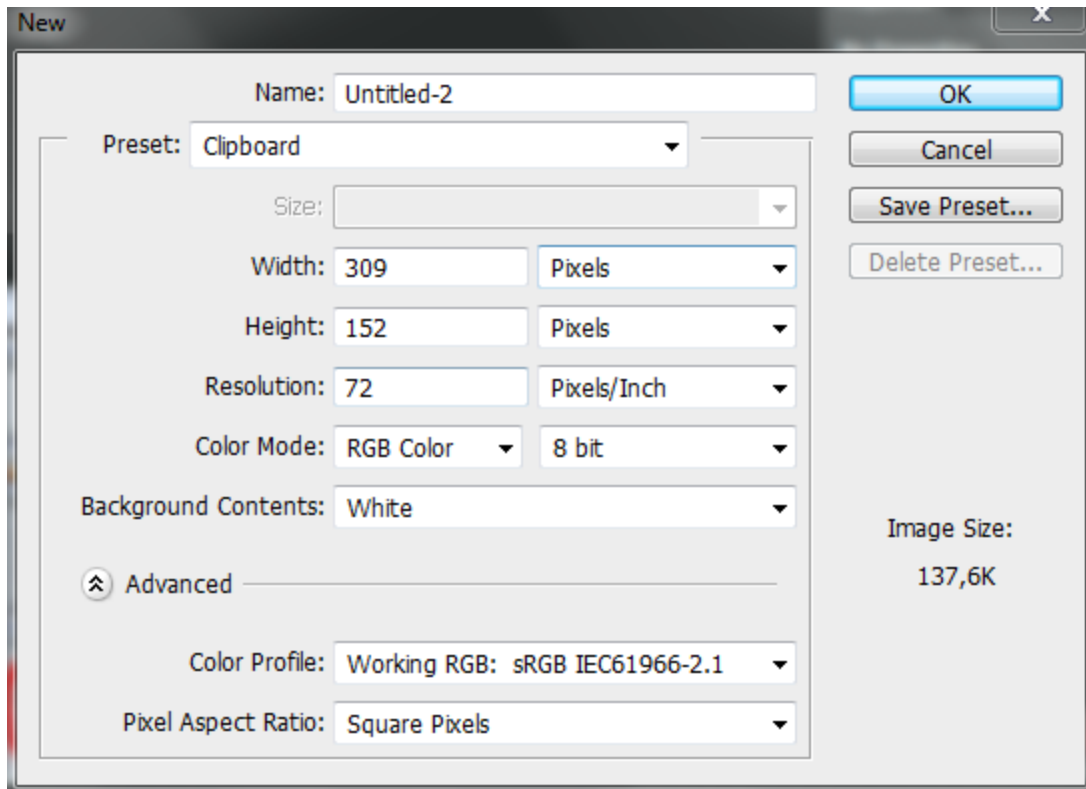 New
X
Name: Untitled-2
OK
Preset: Clipboard
Cancel
Size:
Save Preset...
Width: 309 Pixels
Delete Preset...
Height: 152 Pixels
Resolution: 72 Pixels/Inch
Color Mode: RGB Color 8 bit
Background Contents: White
Image Size:
137,6K
Advanced
Color Profile: Working RGB: sRGB IEC61966-2.1
Pixel Aspect Ratio: Square Pixels